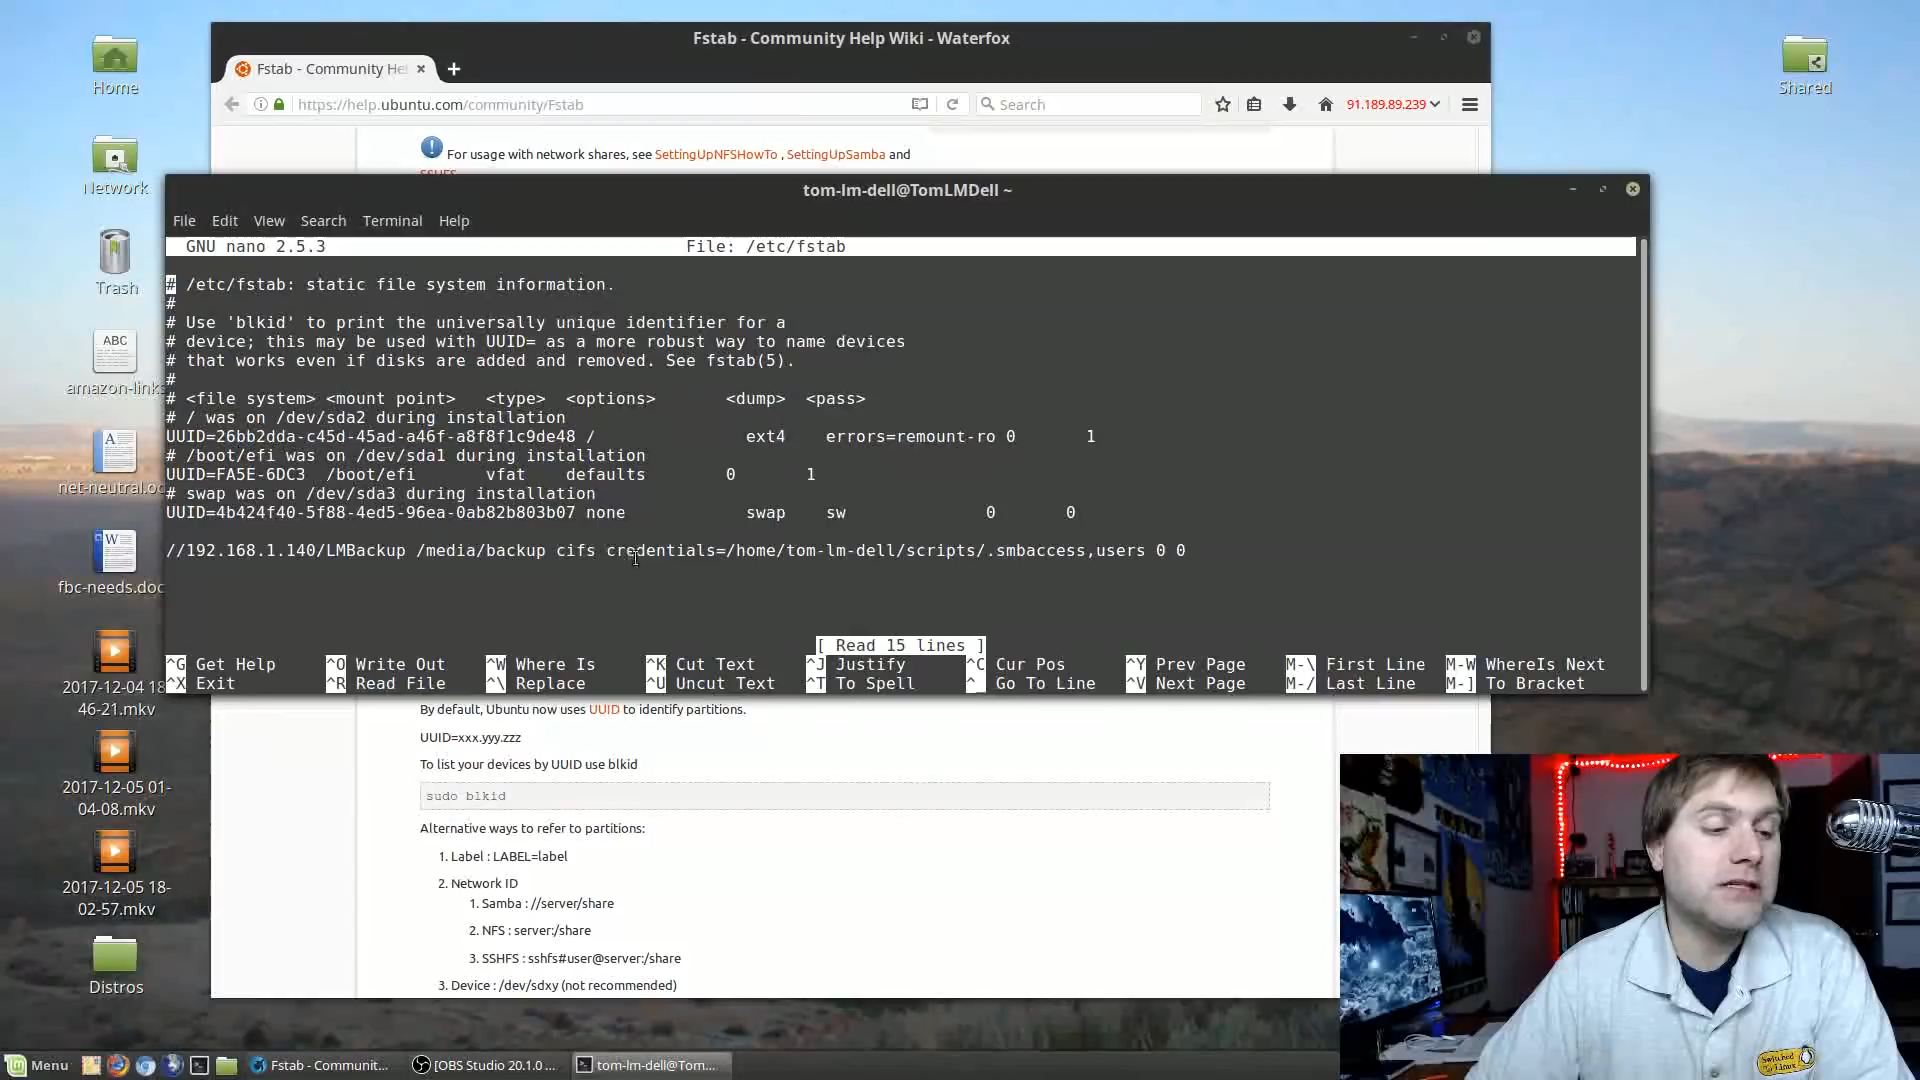 Fstab - Community Help Wiki - Waterfox
Home
Shared
Fstab - Community He
https://help.ubuntu.com/community/Fstab
Search
91.189.89.239
For usage with network shares, see SettingUpNFSHowTo , SettingUpSamba and
SSHFS
Network
tom-lm-dell@TomLMDell ~
File Edit View Search Terminal Help
GNU nano 2.5.3 File: /etc/fstab
# /etc/fstab: static file system information.
#
# Use 'blkid' to print the universally unique identifier for a
# device; this may be used with UUID= as a more robust way to name devices
# that works even if disks are added and removed. See fstab(5).
#
# <file system> <mount point> <type> <options> <dump> <pass>
# / was on /dev/sda2 during installation
UUID=26bb2dda-c45d-45ad-a46f-a8f8f1c9de48 / ext4 errors=remount-ro 0 1
# /boot/efi was on /dev/sda1 during installation
UUID=FA5E-6DC3 /boot/efi vfat defaults 0 1
# swap was on /dev/sda3 during installation
UUID=4b424f40-5f88-4ed5-96ea-0ab82b803b07 none swap sw 0 0
//192.168.1.140/LMBackup /media/backup cifs credentials=/home/tom-lm-dell/scripts/.smbaccess,users 0 0
[ Read 15 lines ]
^G Get Help ^O Write Out ^W Where Is ^K Cut Text ^J Justify ^C Cur Pos ^Y Prev Page M-\ First Line M-W WhereIs Next
^X Exit ^R Read File ^\ Replace ^U Uncut Text ^T To Spell ^_ Go To Line ^V Next Page M-/ Last Line M-] To Bracket
Trash
ABC
amazon-links
A
net-neutral.od
W
fbc-needs.doc
2017-12-04 18
46-21.mkv
2017-12-05 01-
04-08.mkv
2017-12-05 18-
02-57.mkv
Distros
By default, Ubuntu now uses UUID to identify partitions.
UUID=xxx.yyy.zzz
To list your devices by UUID use blkid
sudo blkid
Alternative ways to refer to partitions:
1. Label : LABEL=label
2. Network ID
1. Samba : //server/share
2. NFS : server:/share
3. SSHFS : sshfs#user@server:/share
3. Device : /dev/sdxy (not recommended)
Switched To Linux
Menu
Fstab - Communit...
[OBS Studio 20.1.0 ...
tom-lm-dell@Tom...